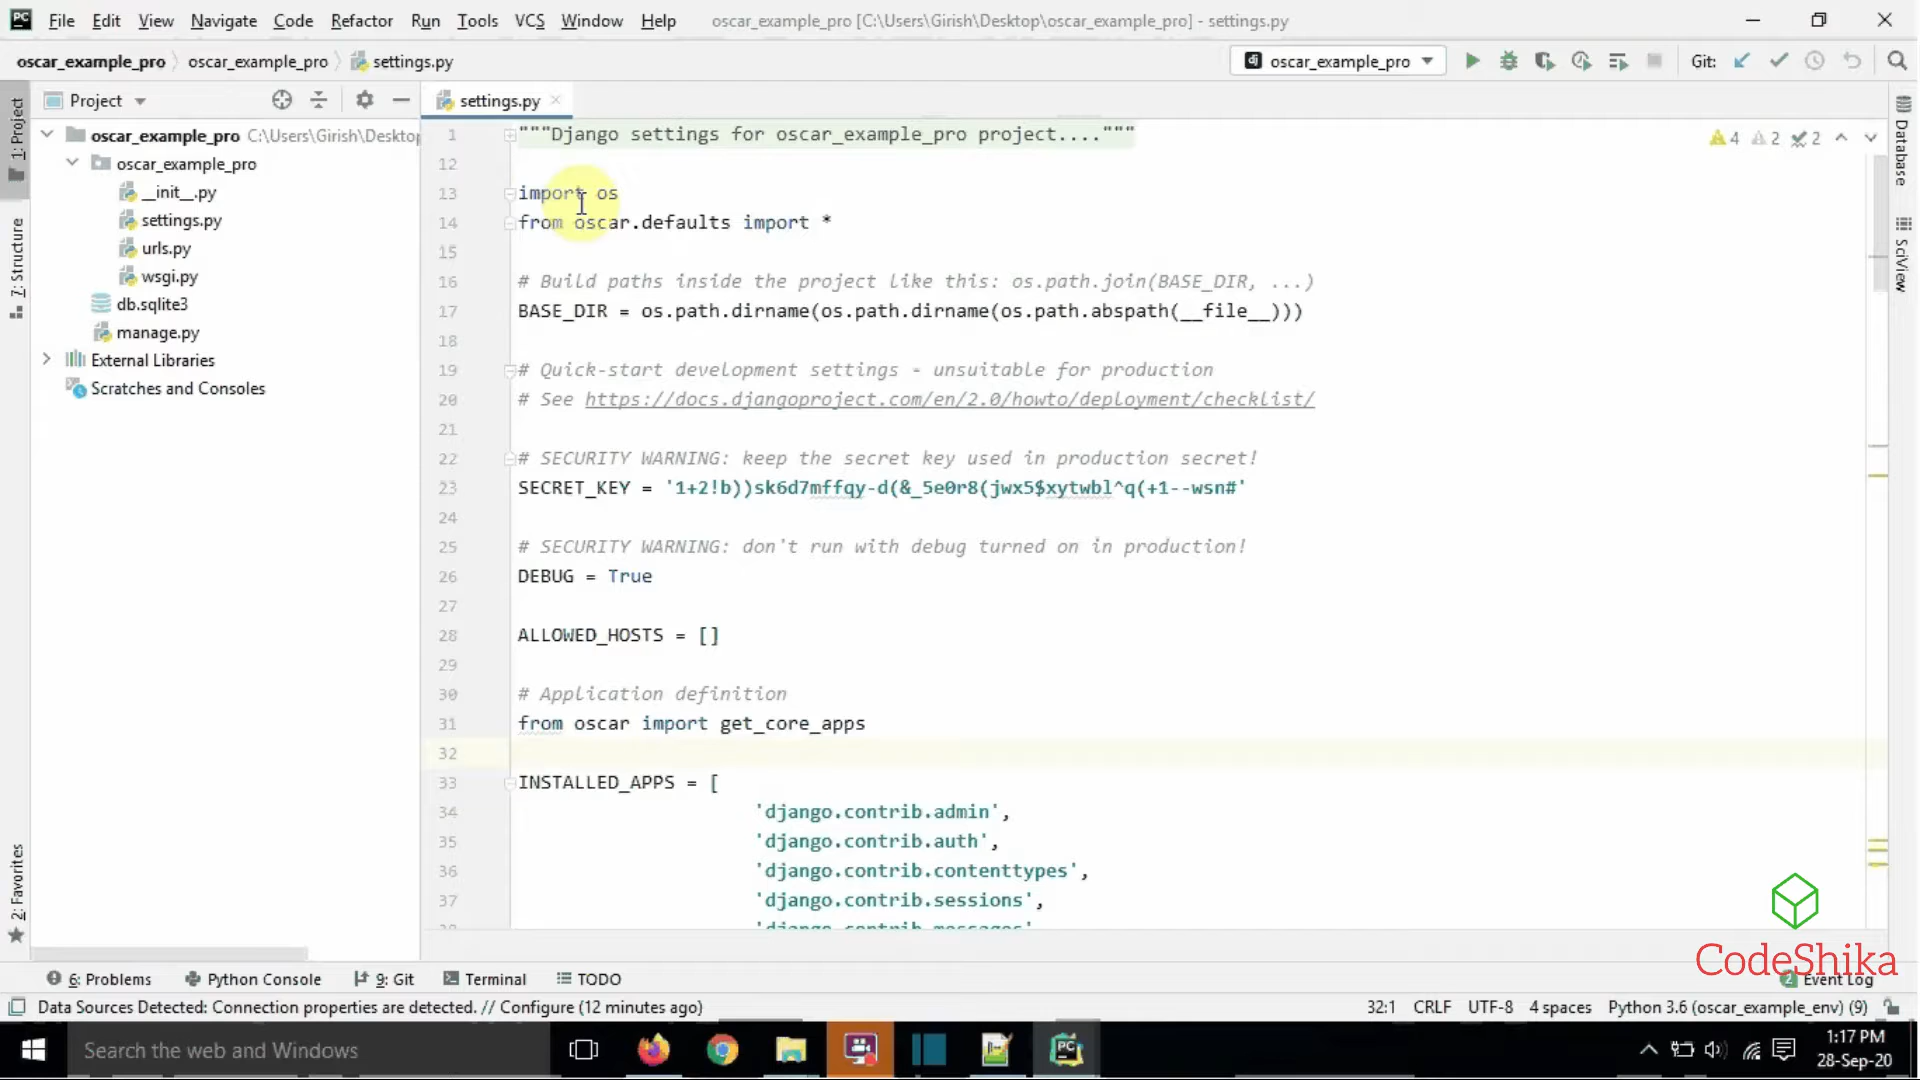 File Edit View Navigate Code Refactor Run Tools VCS Window Help oscar_example_pro [C:\Users\Girish\Desktop\oscar_example_pro] - settings.py
oscar_example_pro oscar_example_pro settings.py oscar_example_pro Git:
Project settings.py
1: Project
7: Structure
2: Favorites
Database
SciView
oscar_example_pro C:\Users\Girish\Desktop
oscar_example_pro
__init__.py
settings.py
urls.py
wsgi.py
db.sqlite3
manage.py
External Libraries
Scratches and Consoles
4 2 2
1 """Django settings for oscar_example_pro project...."""
12
13 import os
14 from oscar.defaults import *
15
16 # Build paths inside the project like this: os.path.join(BASE_DIR, ...)
17 BASE_DIR = os.path.dirname(os.path.dirname(os.path.abspath(__file__)))
18
19 # Quick-start development settings - unsuitable for production
20 # See https://docs.djangoproject.com/en/2.0/howto/deployment/checklist/
21
22 # SECURITY WARNING: keep the secret key used in production secret!
23 SECRET_KEY = '1+2!b))sk6d7mffqy-d(&_5e0r8(jwx5$xytwbl^q(+1--wsn#'
24
25 # SECURITY WARNING: don't run with debug turned on in production!
26 DEBUG = True
27
28 ALLOWED_HOSTS = []
29
30 # Application definition
31 from oscar import get_core_apps
32
33 INSTALLED_APPS = [
34 'django.contrib.admin',
35 'django.contrib.auth',
36 'django.contrib.contenttypes',
37 'django.contrib.sessions',
CodeShika
6: Problems Python Console 9: Git Terminal TODO 2 Event Log
Data Sources Detected: Connection properties are detected. // Configure (12 minutes ago) 32:1 CRLF UTF-8 4 spaces Python 3.6 (oscar_example_env) (9)
Search the web and Windows
1:17 PM
28-Sep-20